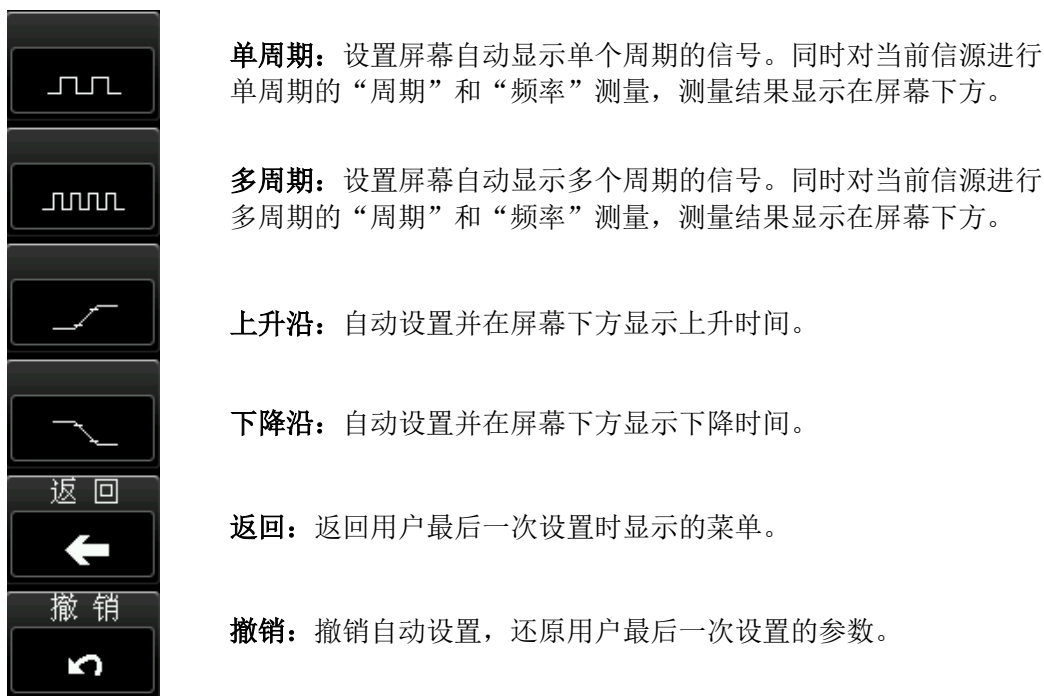 单周期：设置屏幕自动显示单个周期的信号。同时对当前信源进行
单周期的“周期”和“频率”测量，测量结果显示在屏幕下方。
多周期：设置屏幕自动显示多个周期的信号。同时对当前信源进行
多周期的“周期”和“频率”测量，测量结果显示在屏幕下方。
上升沿：自动设置并在屏幕下方显示上升时间。
下降沿：自动设置并在屏幕下方显示下降时间。
返 回
返回：返回用户最后一次设置时显示的菜单。
撤 销
撤销：撤销自动设置，还原用户最后一次设置的参数。